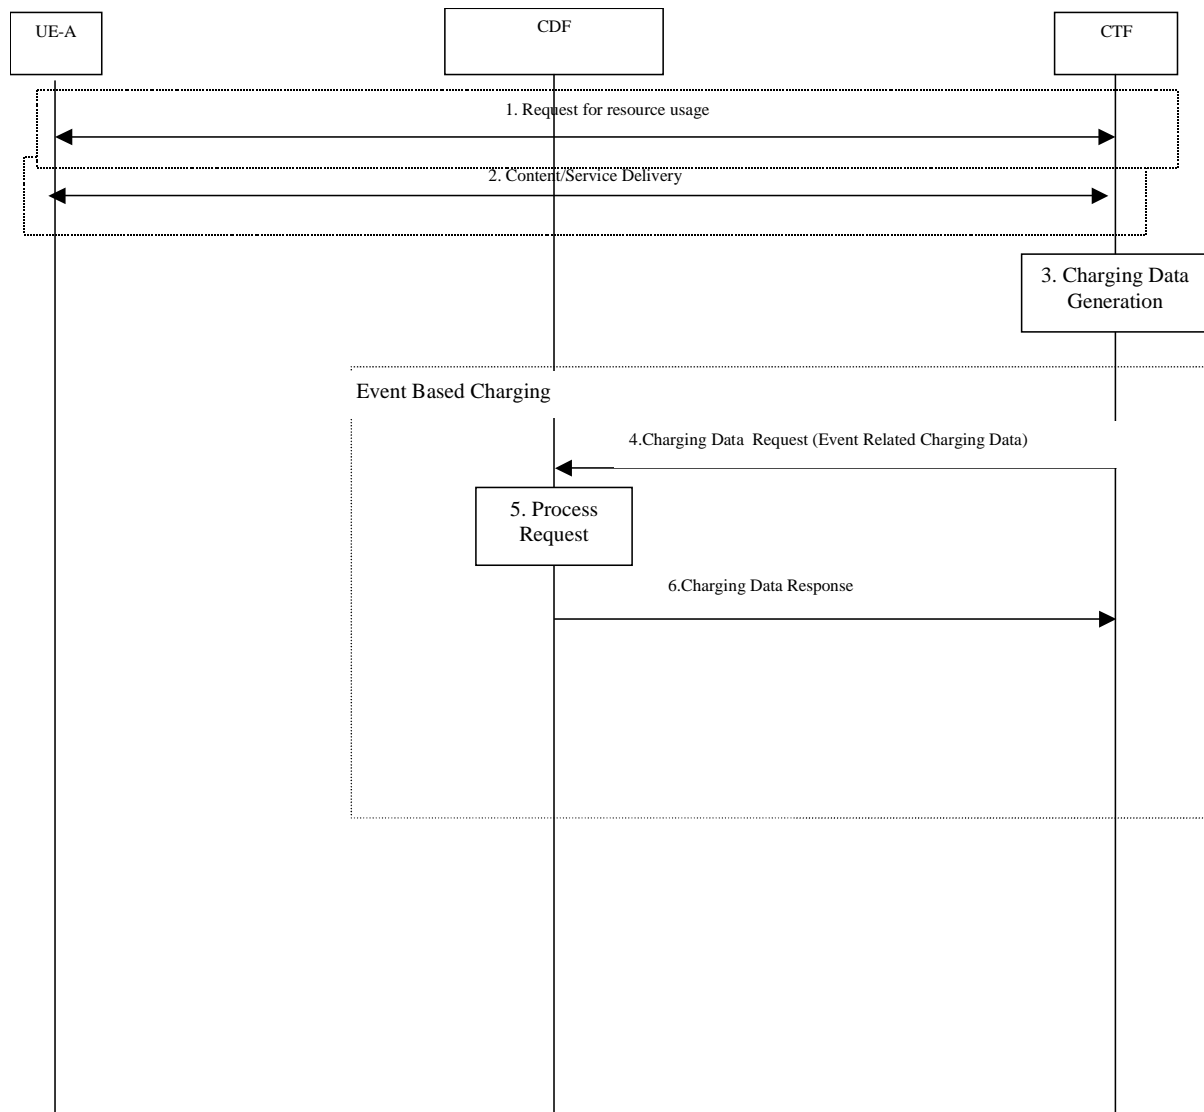 UE-A
CDF
CTF
1. Request for resource usage
2. Content/Service Delivery
3. Charging Data
Generation
Event Based Charging
4.Charging Data  Request (Event Related Charging Data)
5. Process
Request
6.Charging Data Response